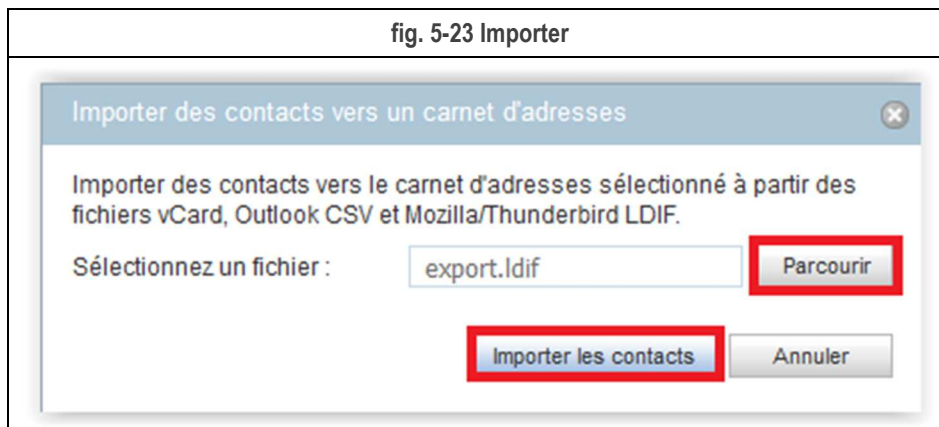 fig. 5-23 Importer
Importer des contacts vers un carnet d'adresses
Importer des contacts vers le carnet d'adresses sélectionné à partir des
fichiers vCard, Outlook CSV et Mozilla/Thunderbird LDIF.
Sélectionnez un fichier : export.ldif Parcourir
Importer les contacts Annuler